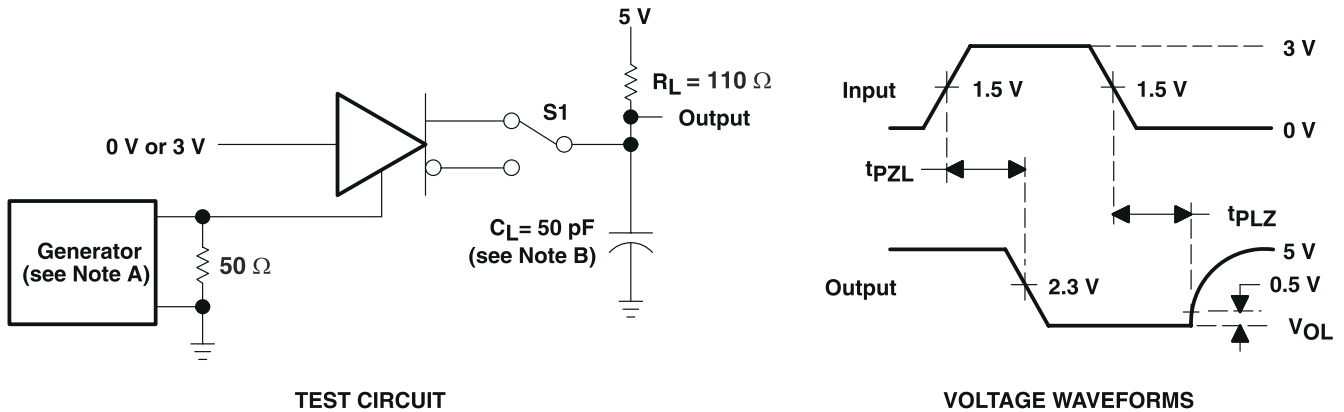 5 V
RL = 110 Ω
S1
Output
0 V or 3 V
CL= 50 pF
(see Note B)
Generator
(see Note A)
50 Ω
TEST CIRCUIT
3 V
Input
1.5 V
1.5 V
0 V
tPZL
tPLZ
5 V
Output
2.3 V
0.5 V
VOL
VOLTAGE WAVEFORMS